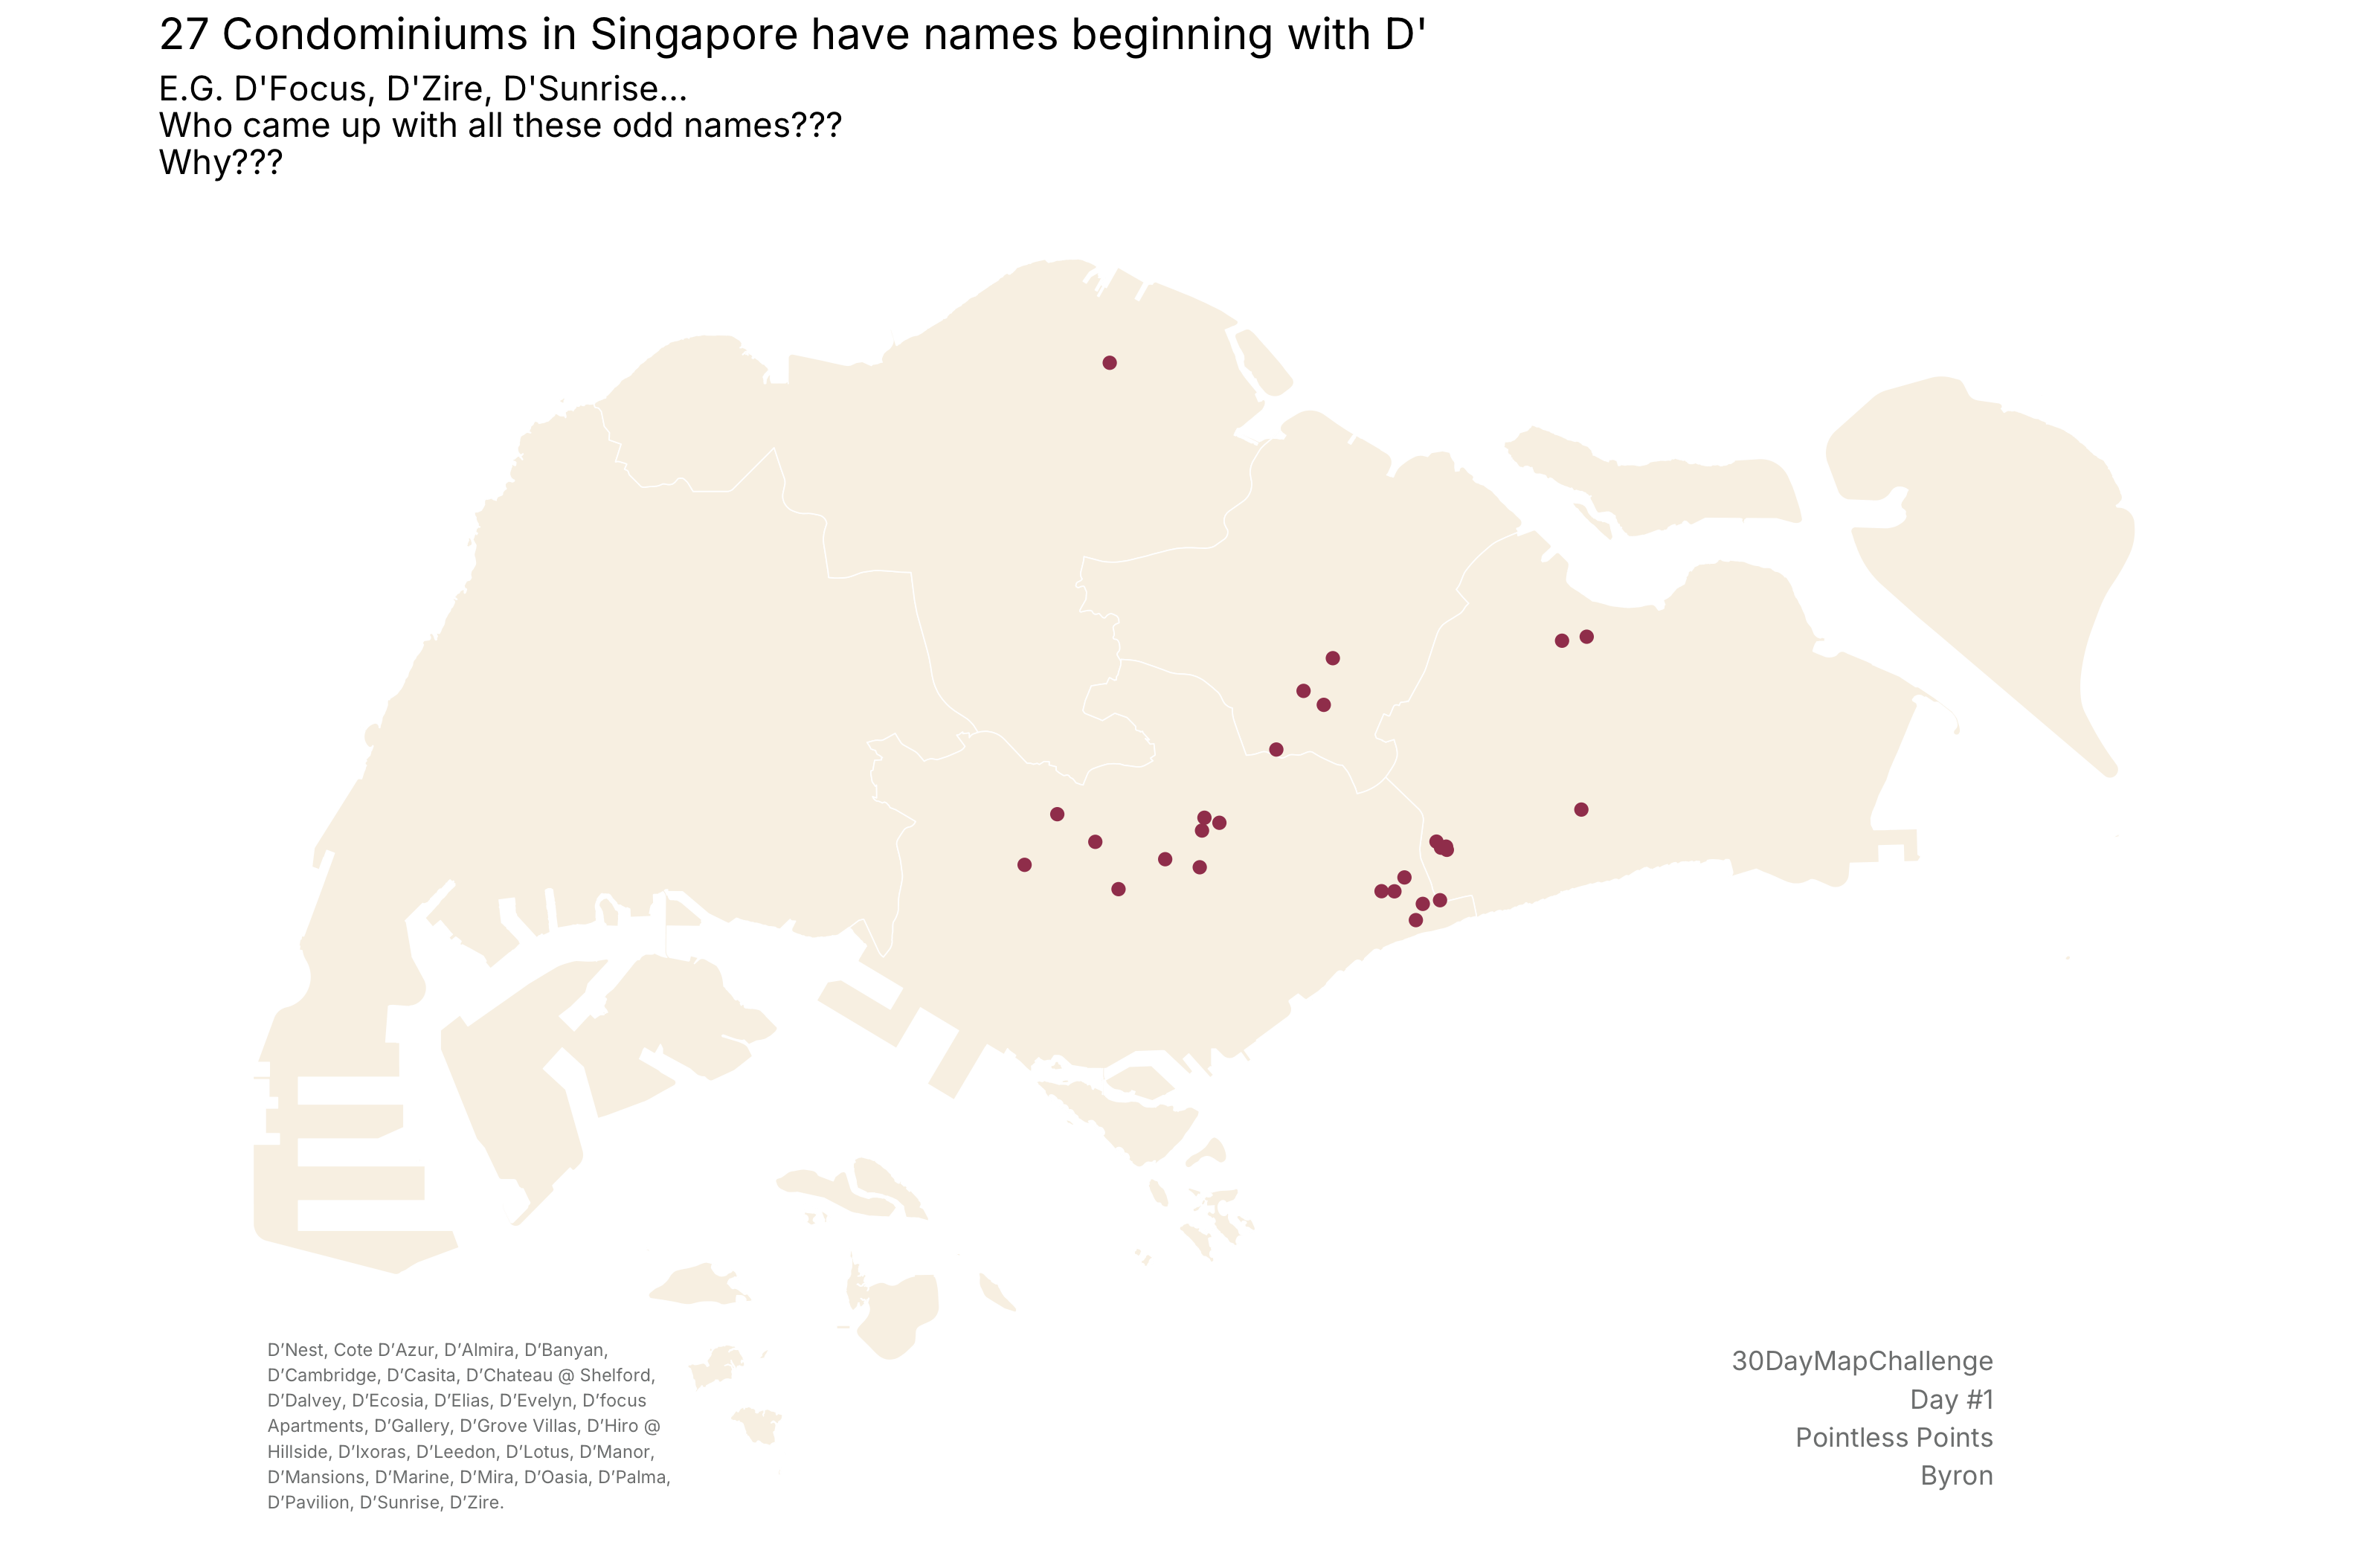 27 Condominiums in Singapore have names beginning with D'
E.G. D'Focus, D'Zire, D'Sunrise...
Who came up with all these odd names???
Why???
D’Nest, Cote D’Azur, D’Almira, D’Banyan,
D’Cambridge, D’Casita, D’Chateau @ Shelford,
D’Dalvey, D’Ecosia, D’Elias, D’Evelyn, D’focus
Apartments, D’Gallery, D’Grove Villas, D’Hiro @
Hillside, D’Ixoras, D’Leedon, D’Lotus, D’Manor,
D’Mansions, D’Marine, D’Mira, D’Oasia, D’Palma,
D’Pavilion, D’Sunrise, D’Zire.
30DayMapChallenge
Day #1
Pointless Points
Byron